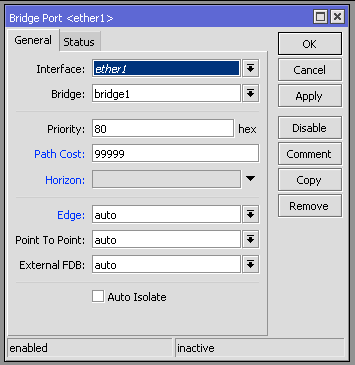 Bridge Port <ether1>
General Status
OK
Interface: ether1
Cancel
Bridge: bridge1
Apply
Priority: 80 hex
Disable
Path Cost: 99999
Comment
Horizon:
Copy
Remove
Edge: auto
Point To Point: auto
External FDB: auto
Auto Isolate
enabled inactive